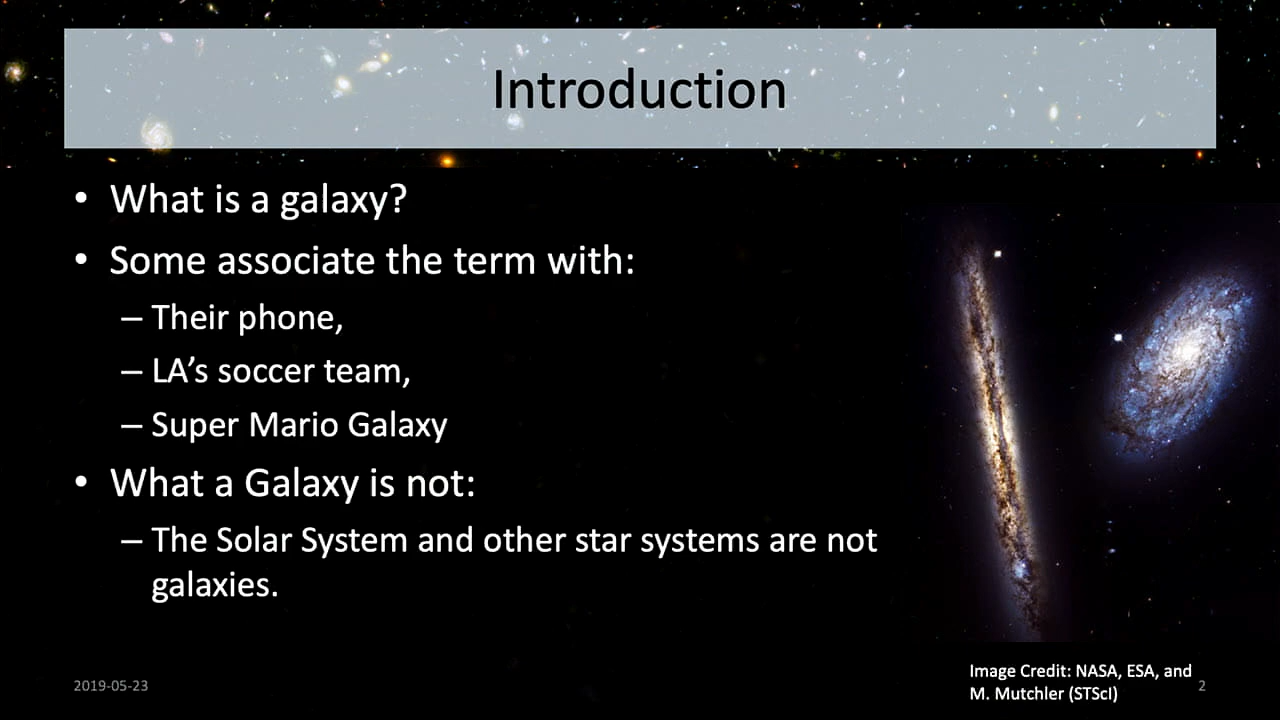 Introduction
• What is a galaxy?
• Some associate the term with:
– Their phone,
– LA’s soccer team,
– Super Mario Galaxy
• What a Galaxy is not:
– The Solar System and other star systems are not
galaxies.
2019-05-23
Image Credit: NASA, ESA, and
M. Mutchler (STScI)
2